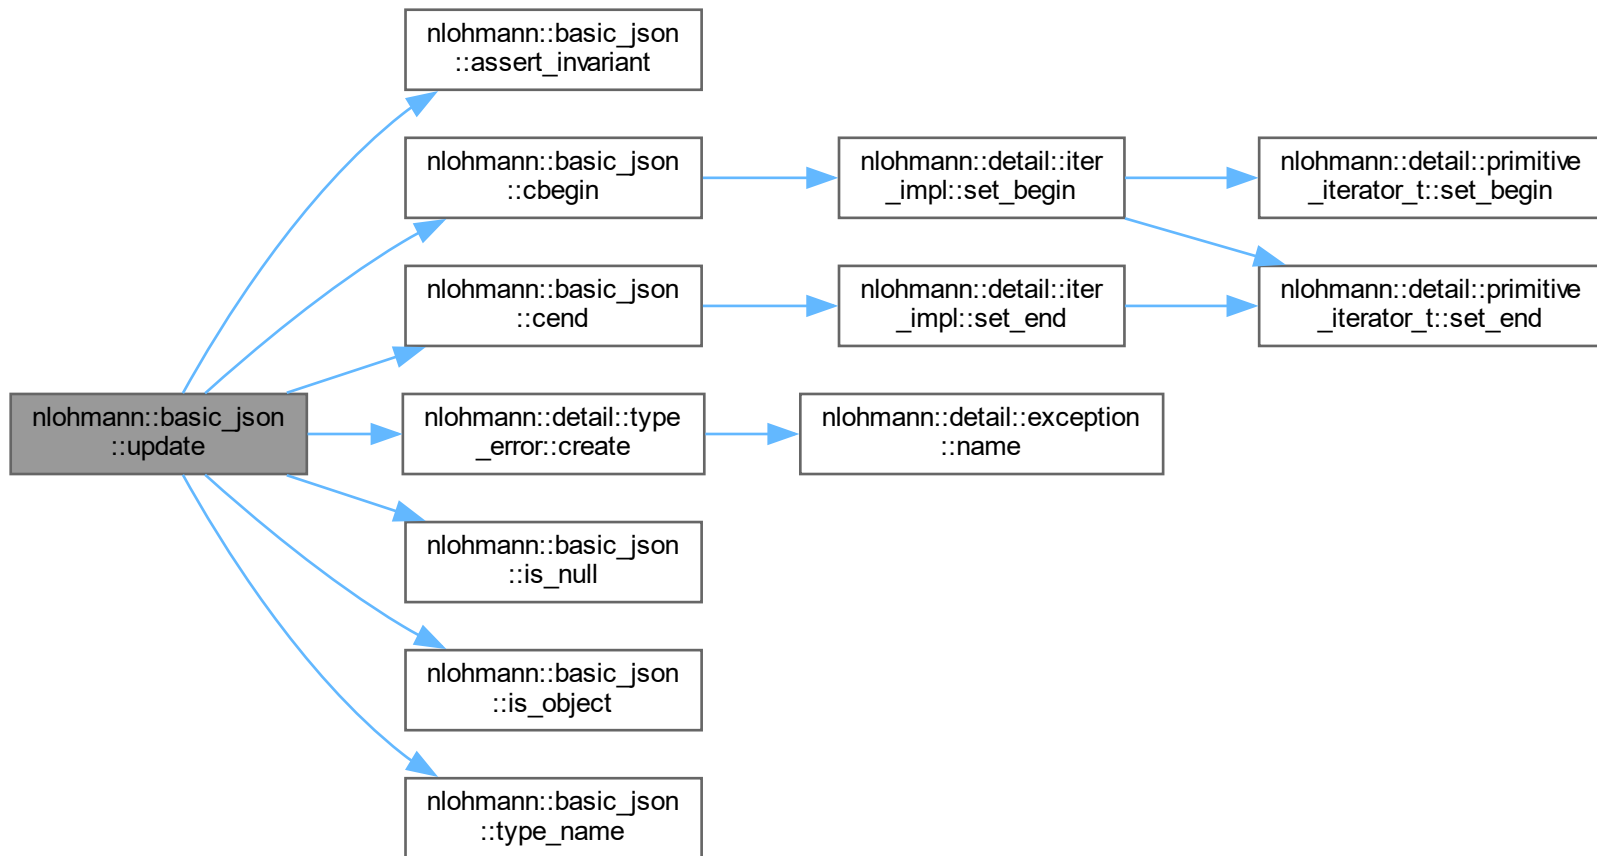 nlohmann::basic_json
::update
nlohmann::basic_json
::assert_invariant
nlohmann::basic_json
::cbegin
nlohmann::basic_json
::cend
nlohmann::detail::type
_error::create
nlohmann::basic_json
::is_null
nlohmann::basic_json
::is_object
nlohmann::basic_json
::type_name
nlohmann::detail::iter
_impl::set_begin
nlohmann::detail::iter
_impl::set_end
nlohmann::detail::exception
::name
nlohmann::detail::primitive
_iterator_t::set_begin
nlohmann::detail::primitive
_iterator_t::set_end